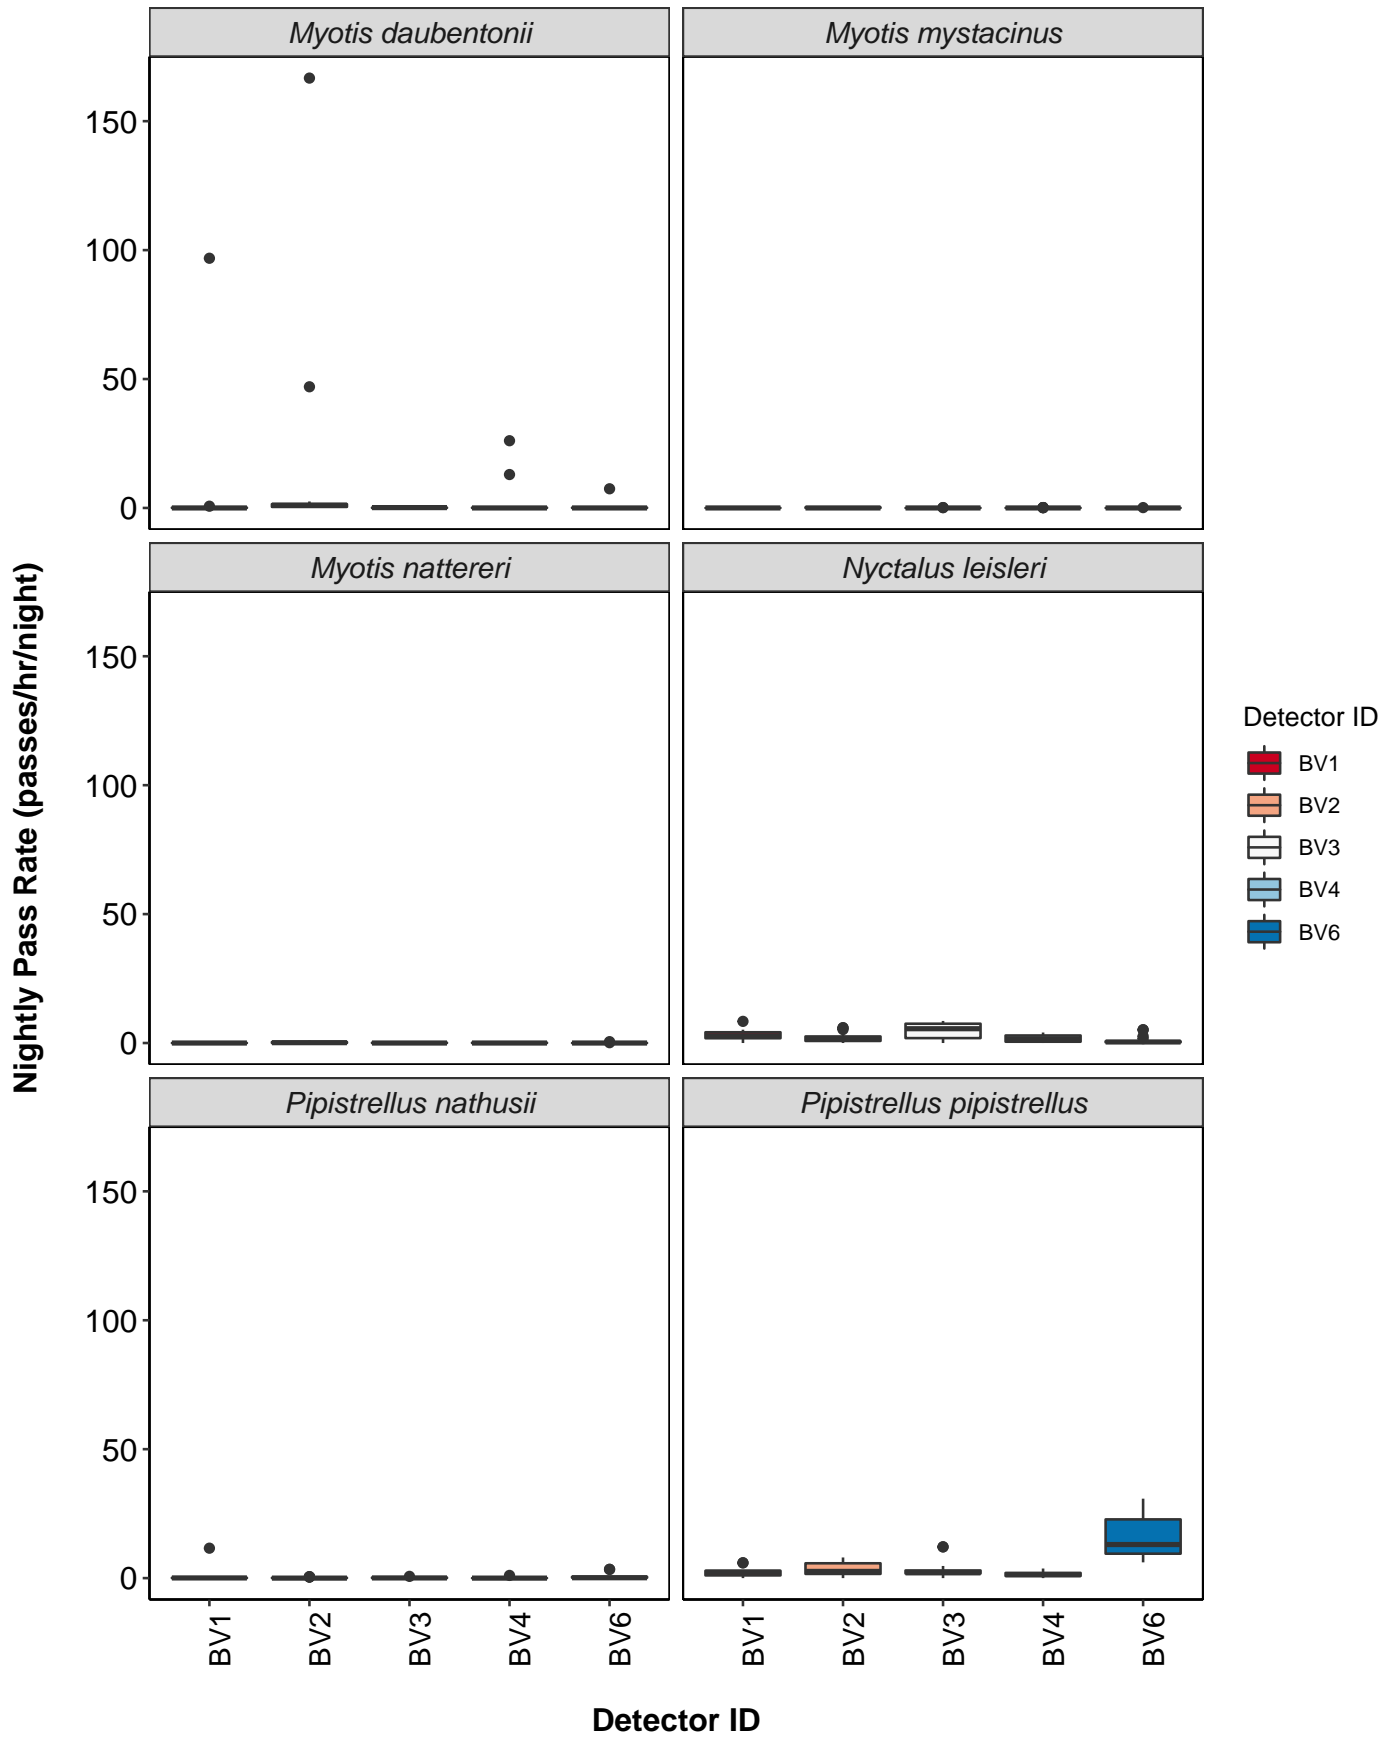 Myotis daubentonii
Myotis mystacinus
150
100
50
0
Myotis nattereri
Nyctalus leisleri
150
100
50
0
Pipistrellus nathusii
Pipistrellus pipistrellus
150
100
50
0
BV1
BV2
BV3
BV4
BV6
BV1
BV2
BV3
BV4
BV6
Detector ID
Nightly Pass Rate (passes/hr/night)
Detector ID
BV1
BV2
BV3
BV4
BV6